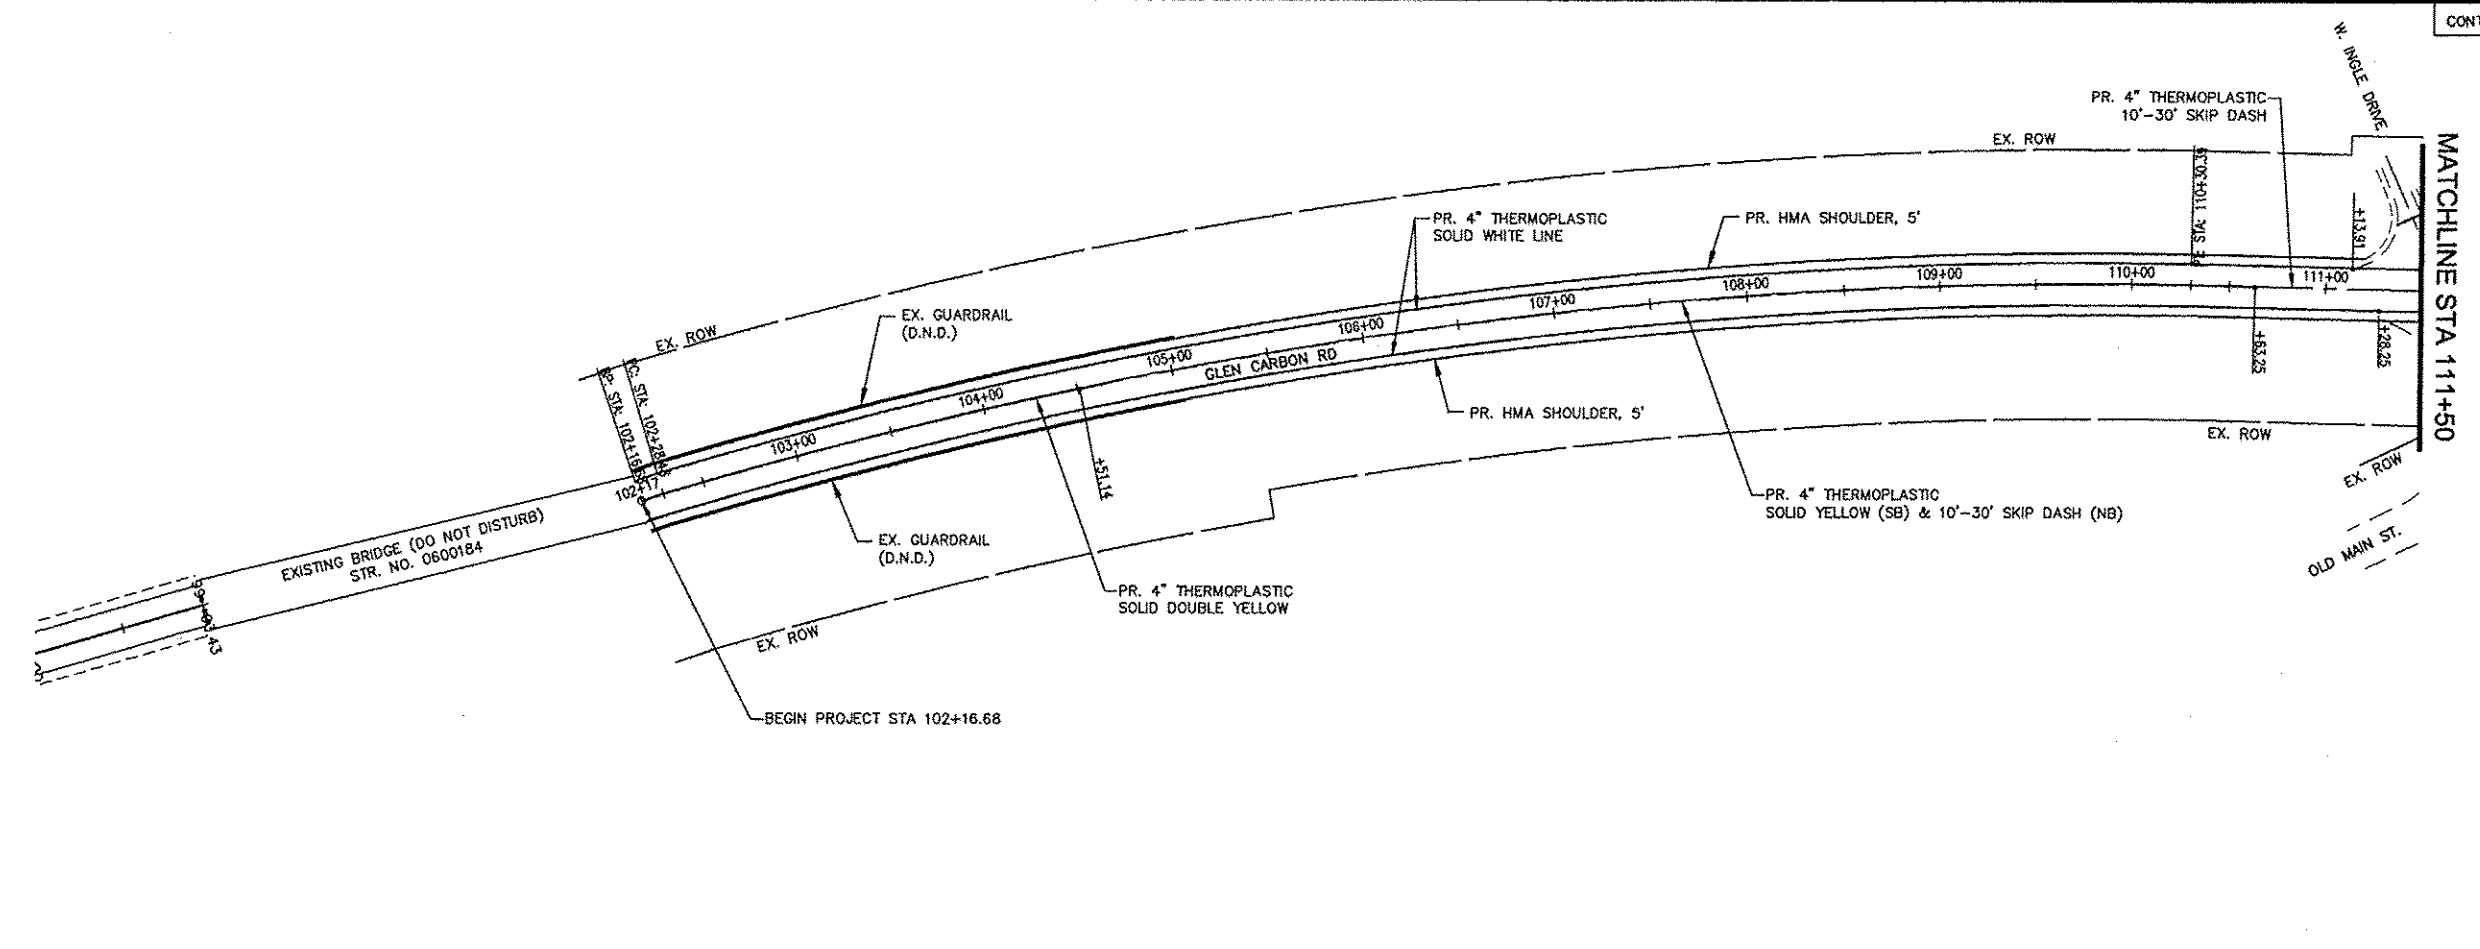 CONT
W. INGLE DRIVE
PR. 4" THERMOPLASTIC
10'-30' SKIP DASH
EX. ROW
MATCHLINE STA 111+50
PT: STA: 110+30.39
+13.91
PR. 4" THERMOPLASTIC
SOLID WHITE LINE
PR. HMA SHOULDER, 5'
EX. GUARDRAIL
(D.N.D.)
EX. ROW
BP: STA: 102+16.68
PC: STA: 102+28.46
102+17
103+00
104+00
105+00
106+00
107+00
108+00
109+00
110+00
111+00
GLEN CARBON RD
+51.14
+63.25
+28.25
PR. HMA SHOULDER, 5'
EX. ROW
EX. ROW
OLD MAIN ST.
PR. 4" THERMOPLASTIC
SOLID YELLOW (SB) & 10'-30' SKIP DASH (NB)
EXISTING BRIDGE (DO NOT DISTURB)
STR. NO. 0600184
EX. GUARDRAIL
(D.N.D.)
PR. 4" THERMOPLASTIC
SOLID DOUBLE YELLOW
EX. ROW
BEGIN PROJECT STA 102+16.68